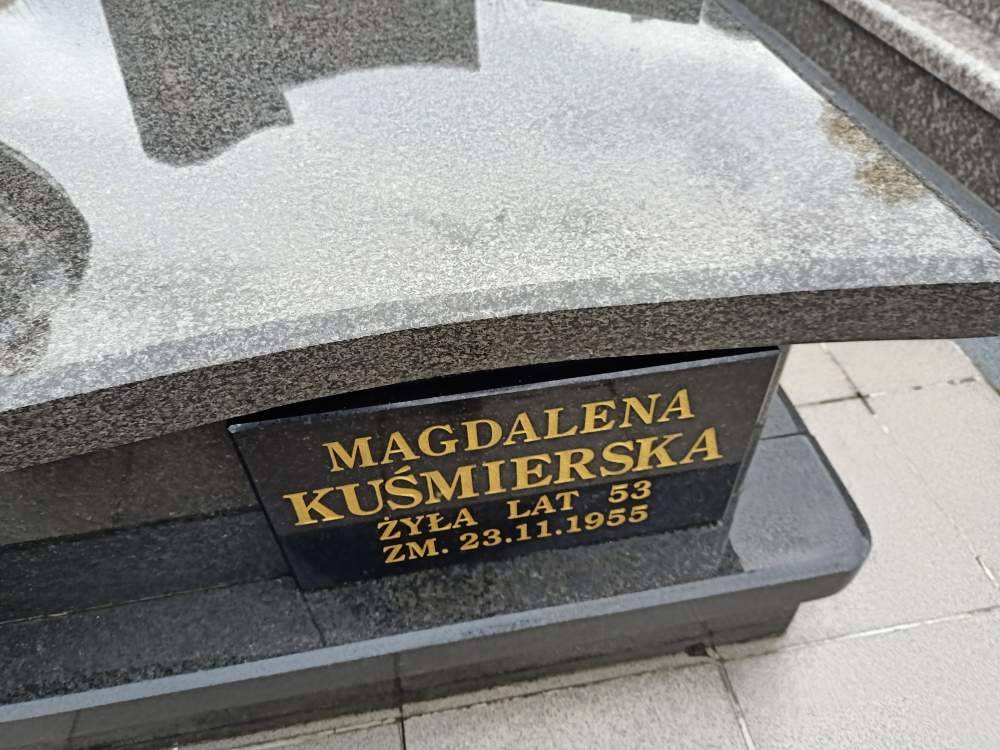 MAGDALENA
KUŚMIERSKA
ŻYŁA LAT 53
ZM. 23.11.1955